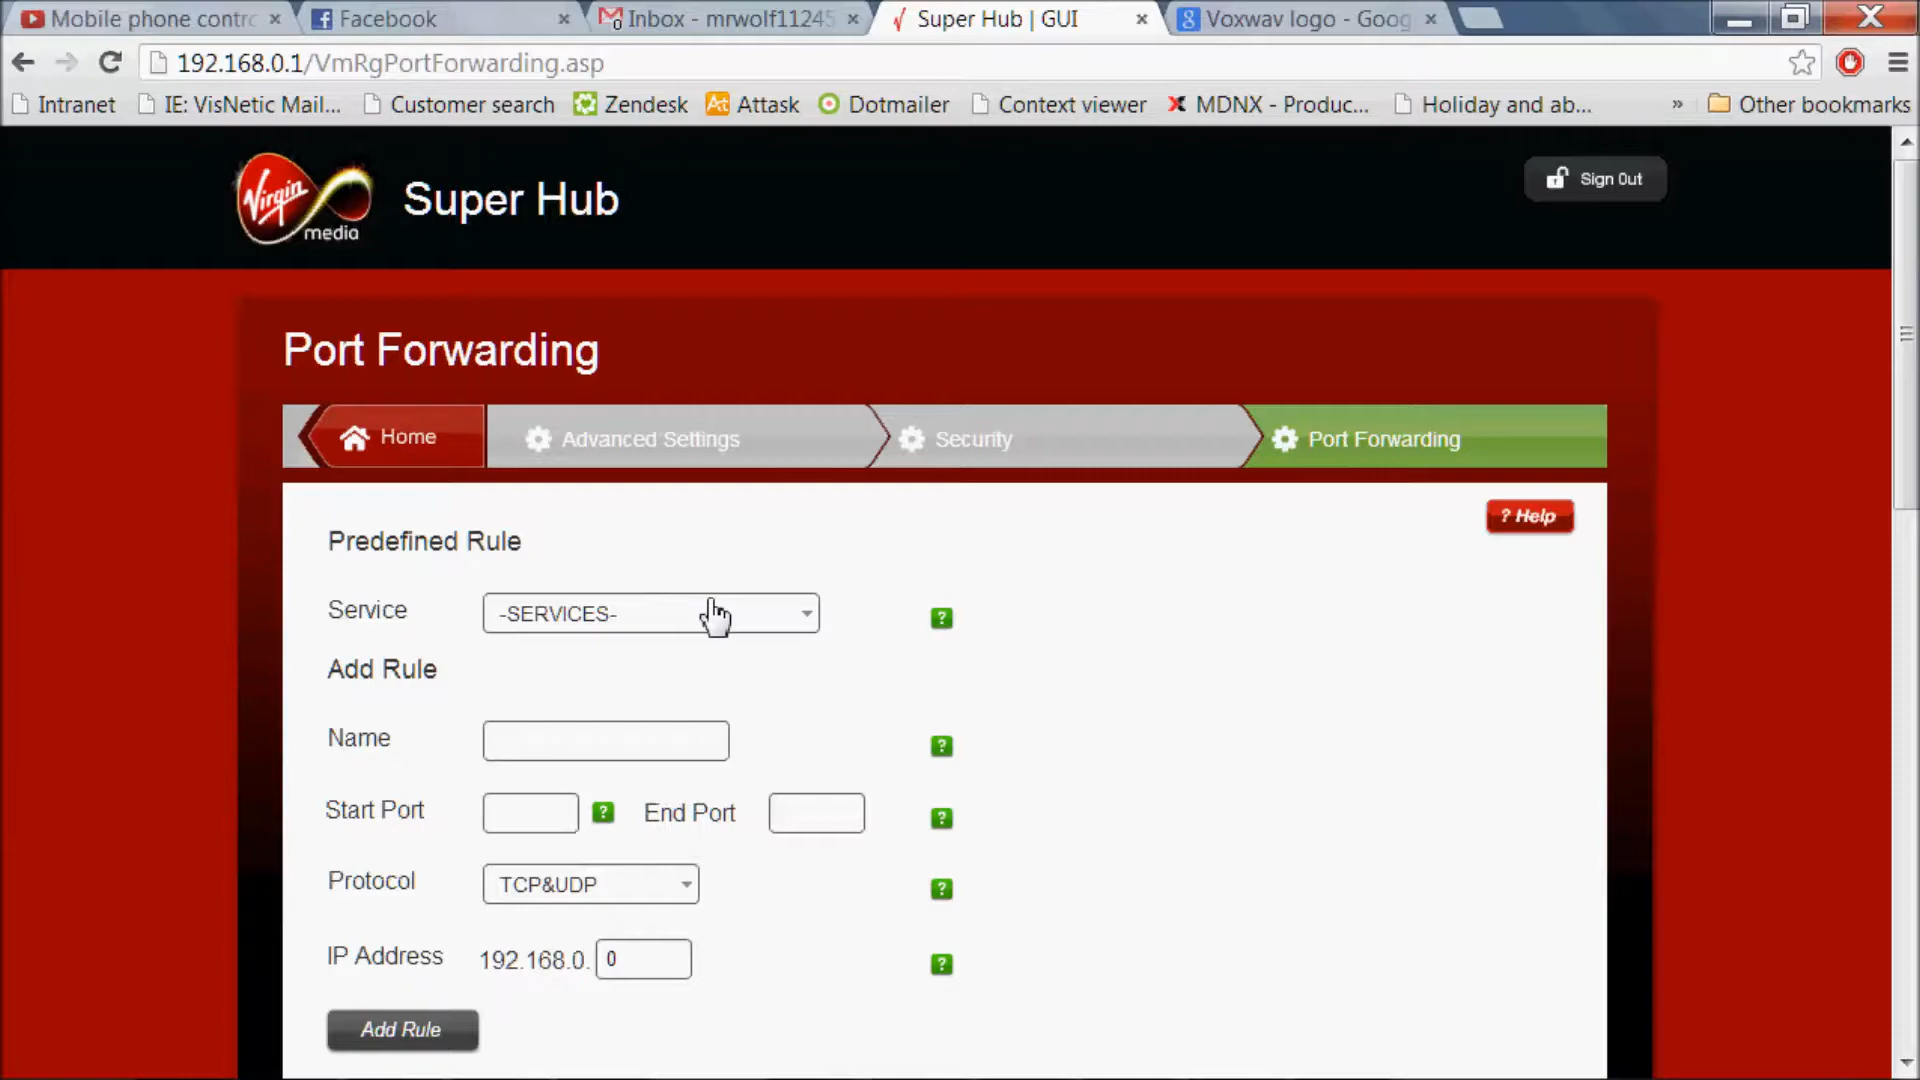 Mobile phone contro
Facebook
Inbox - mrwolf11245
Super Hub | GUI
Voxwav logo - Goog
192.168.0.1/VmRgPortForwarding.asp
Intranet
IE: VisNetic Mail...
Customer search
Zendesk
At Attask
Dotmailer
Context viewer
MDNX - Produc...
Holiday and ab...
»
Other bookmarks
Virgin media
Super Hub
Sign Out
Port Forwarding
Home
Advanced Settings
Security
Port Forwarding
? Help
Predefined Rule
Service -SERVICES- ?
Add Rule
Name ?
Start Port ? End Port ?
Protocol TCP&UDP ?
IP Address 192.168.0. 0 ?
Add Rule